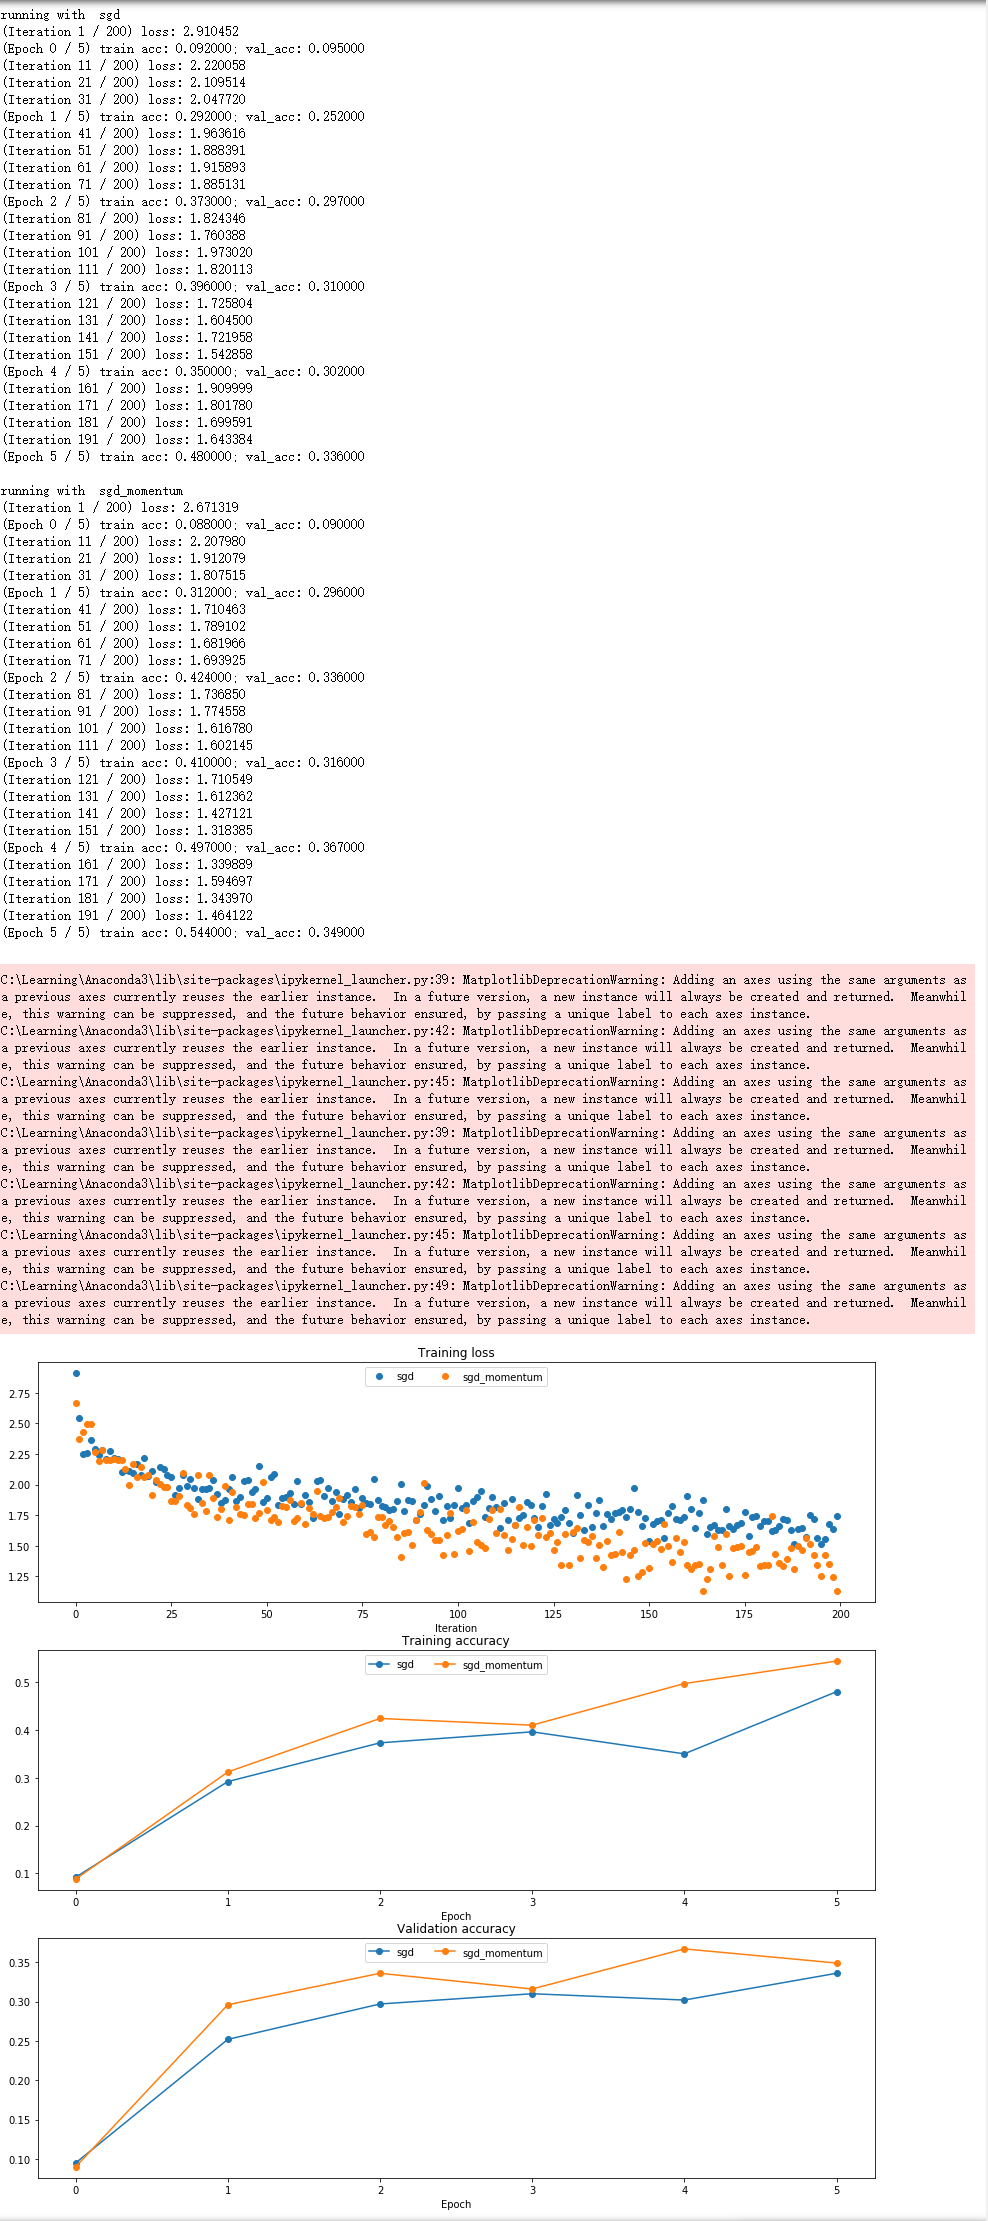 running with  sgd
(Iteration 1 / 200) loss: 2.910452
(Epoch 0 / 5) train acc: 0.092000; val_acc: 0.095000
(Iteration 11 / 200) loss: 2.220058
(Iteration 21 / 200) loss: 2.109514
(Iteration 31 / 200) loss: 2.047720
(Epoch 1 / 5) train acc: 0.292000; val_acc: 0.252000
(Iteration 41 / 200) loss: 1.963616
(Iteration 51 / 200) loss: 1.888391
(Iteration 61 / 200) loss: 1.915893
(Iteration 71 / 200) loss: 1.885131
(Epoch 2 / 5) train acc: 0.373000; val_acc: 0.297000
(Iteration 81 / 200) loss: 1.824346
(Iteration 91 / 200) loss: 1.760388
(Iteration 101 / 200) loss: 1.973020
(Iteration 111 / 200) loss: 1.820113
(Epoch 3 / 5) train acc: 0.396000; val_acc: 0.310000
(Iteration 121 / 200) loss: 1.725804
(Iteration 131 / 200) loss: 1.604500
(Iteration 141 / 200) loss: 1.721958
(Iteration 151 / 200) loss: 1.542858
(Epoch 4 / 5) train acc: 0.350000; val_acc: 0.302000
(Iteration 161 / 200) loss: 1.909999
(Iteration 171 / 200) loss: 1.801780
(Iteration 181 / 200) loss: 1.699591
(Iteration 191 / 200) loss: 1.643384
(Epoch 5 / 5) train acc: 0.480000; val_acc: 0.336000
running with  sgd_momentum
(Iteration 1 / 200) loss: 2.671319
(Epoch 0 / 5) train acc: 0.088000; val_acc: 0.090000
(Iteration 11 / 200) loss: 2.207980
(Iteration 21 / 200) loss: 1.912079
(Iteration 31 / 200) loss: 1.807515
(Epoch 1 / 5) train acc: 0.312000; val_acc: 0.296000
(Iteration 41 / 200) loss: 1.710463
(Iteration 51 / 200) loss: 1.789102
(Iteration 61 / 200) loss: 1.681966
(Iteration 71 / 200) loss: 1.693925
(Epoch 2 / 5) train acc: 0.424000; val_acc: 0.336000
(Iteration 81 / 200) loss: 1.736850
(Iteration 91 / 200) loss: 1.774558
(Iteration 101 / 200) loss: 1.616780
(Iteration 111 / 200) loss: 1.602145
(Epoch 3 / 5) train acc: 0.410000; val_acc: 0.316000
(Iteration 121 / 200) loss: 1.710549
(Iteration 131 / 200) loss: 1.612362
(Iteration 141 / 200) loss: 1.427121
(Iteration 151 / 200) loss: 1.318385
(Epoch 4 / 5) train acc: 0.497000; val_acc: 0.367000
(Iteration 161 / 200) loss: 1.339889
(Iteration 171 / 200) loss: 1.594697
(Iteration 181 / 200) loss: 1.343970
(Iteration 191 / 200) loss: 1.464122
(Epoch 5 / 5) train acc: 0.544000; val_acc: 0.349000
C:\Learning\Anaconda3\lib\site-packages\ipykernel_launcher.py:39: MatplotlibDeprecationWarning: Adding an axes using the same arguments as
a previous axes currently reuses the earlier instance.  In a future version, a new instance will always be created and returned.  Meanwhil
e, this warning can be suppressed, and the future behavior ensured, by passing a unique label to each axes instance.
C:\Learning\Anaconda3\lib\site-packages\ipykernel_launcher.py:42: MatplotlibDeprecationWarning: Adding an axes using the same arguments as
a previous axes currently reuses the earlier instance.  In a future version, a new instance will always be created and returned.  Meanwhil
e, this warning can be suppressed, and the future behavior ensured, by passing a unique label to each axes instance.
C:\Learning\Anaconda3\lib\site-packages\ipykernel_launcher.py:45: MatplotlibDeprecationWarning: Adding an axes using the same arguments as
a previous axes currently reuses the earlier instance.  In a future version, a new instance will always be created and returned.  Meanwhil
e, this warning can be suppressed, and the future behavior ensured, by passing a unique label to each axes instance.
C:\Learning\Anaconda3\lib\site-packages\ipykernel_launcher.py:39: MatplotlibDeprecationWarning: Adding an axes using the same arguments as
a previous axes currently reuses the earlier instance.  In a future version, a new instance will always be created and returned.  Meanwhil
e, this warning can be suppressed, and the future behavior ensured, by passing a unique label to each axes instance.
C:\Learning\Anaconda3\lib\site-packages\ipykernel_launcher.py:42: MatplotlibDeprecationWarning: Adding an axes using the same arguments as
a previous axes currently reuses the earlier instance.  In a future version, a new instance will always be created and returned.  Meanwhil
e, this warning can be suppressed, and the future behavior ensured, by passing a unique label to each axes instance.
C:\Learning\Anaconda3\lib\site-packages\ipykernel_launcher.py:45: MatplotlibDeprecationWarning: Adding an axes using the same arguments as
a previous axes currently reuses the earlier instance.  In a future version, a new instance will always be created and returned.  Meanwhil
e, this warning can be suppressed, and the future behavior ensured, by passing a unique label to each axes instance.
C:\Learning\Anaconda3\lib\site-packages\ipykernel_launcher.py:49: MatplotlibDeprecationWarning: Adding an axes using the same arguments as
a previous axes currently reuses the earlier instance.  In a future version, a new instance will always be created and returned.  Meanwhil
e, this warning can be suppressed, and the future behavior ensured, by passing a unique label to each axes instance.
Training loss
sgd sgd_momentum
2.75
2.50
2.25
2.00
1.75
1.50
1.25
0 25 50 75 100 125 150 175 200
Iteration
Training accuracy
sgd sgd_momentum
0.5
0.4
0.3
0.2
0.1
0 1 2 3 4 5
Epoch
Validation accuracy
sgd sgd_momentum
0.35
0.30
0.25
0.20
0.15
0.10
0 1 2 3 4 5
Epoch